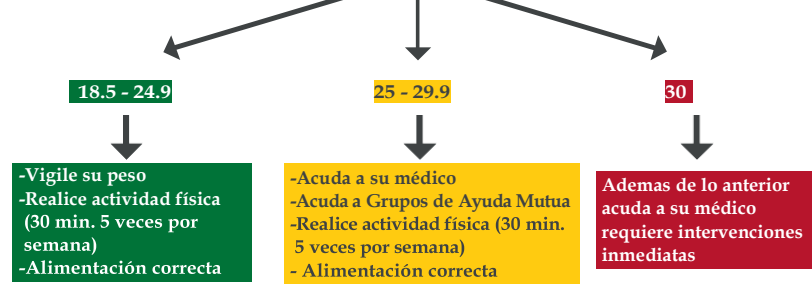 18.5 - 24.9
25 - 29.9
30
-Vigile su peso
-Realice actividad física
(30 min. 5 veces por
semana)
-Alimentación correcta
-Acuda a su médico
-Acuda a Grupos de Ayuda Mutua
-Realice actividad física (30 min.
5 veces por semana)
- Alimentación correcta
Ademas de lo anterior
acuda a su médico
requiere intervenciones
inmediatas